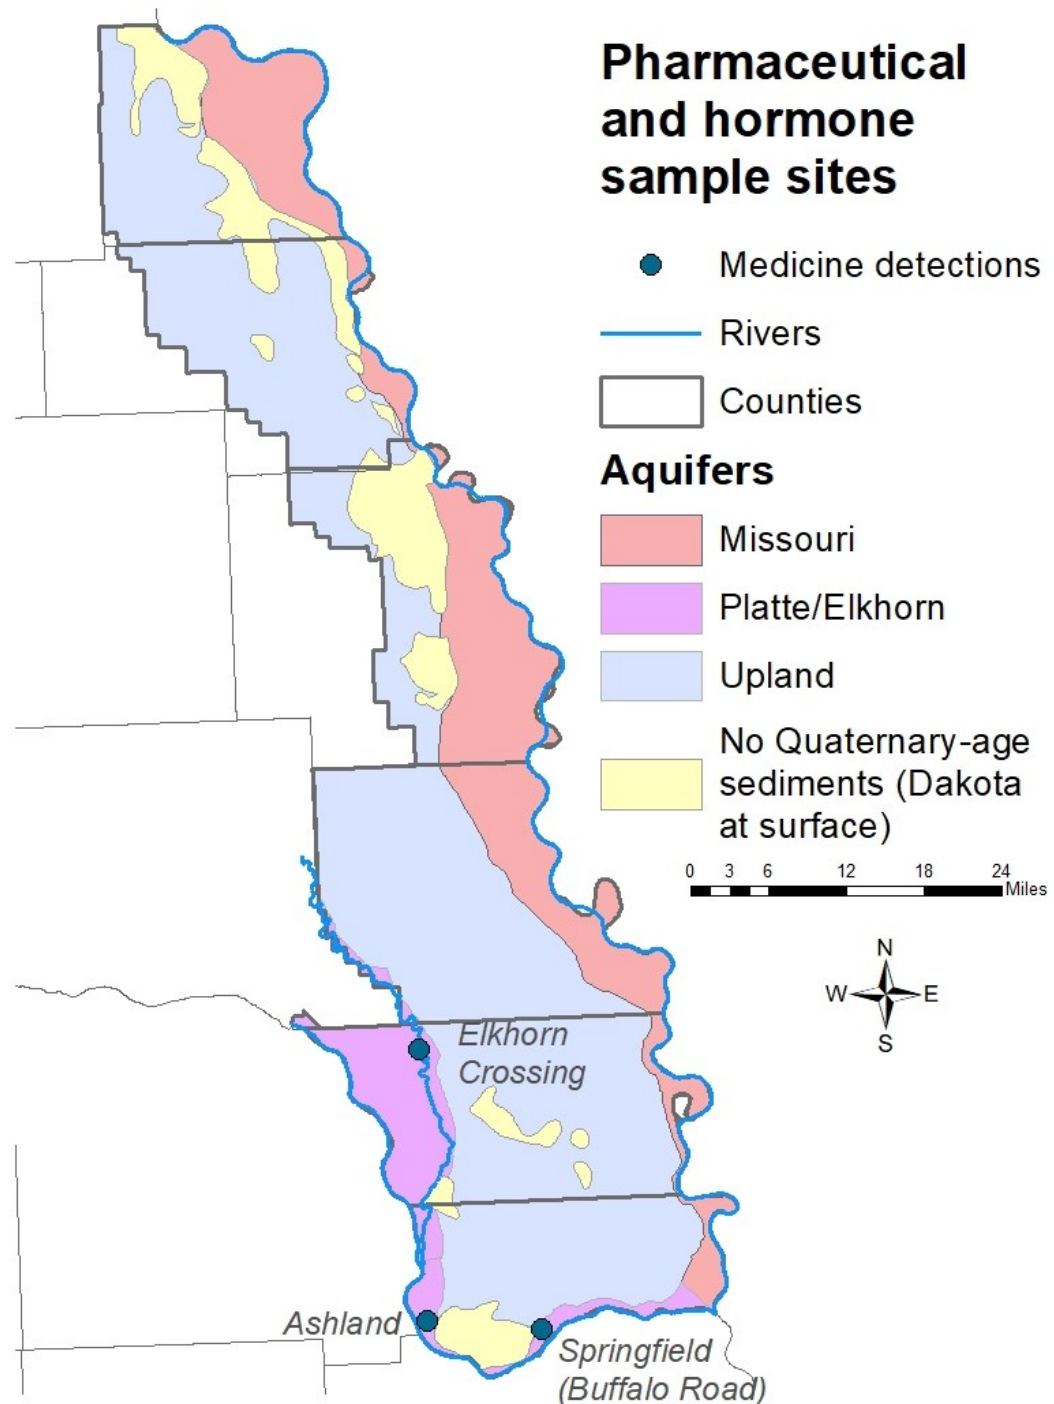 Pharmaceutical
and hormone
sample sites
Medicine detections
Rivers
Counties
Aquifers
Missouri
Platte/Elkhorn
Upland
No Quaternary-age
sediments (Dakota
at surface)
0 3 6 12 18 24
Miles
N
W E
S
Elkhorn
Crossing
Ashland
Springfield
(Buffalo Road)